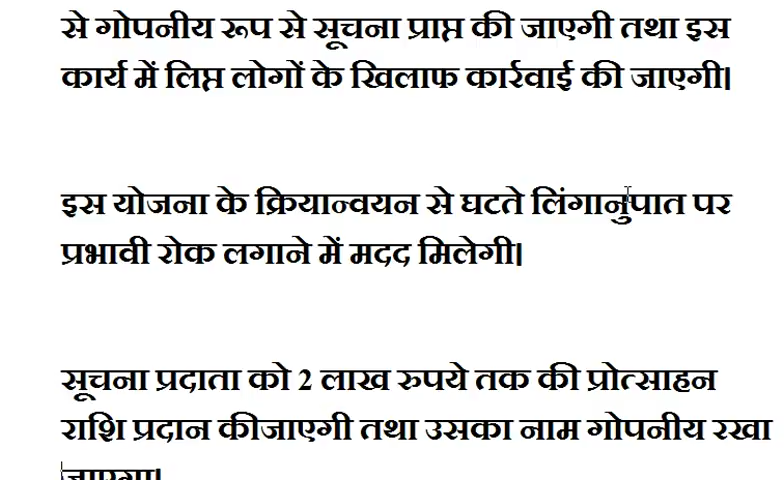 से गोपनीय रूप से सूचना प्राप्त की जाएगी तथा इस
कार्य में लिप्त लोगों के खिलाफ कार्रवाई की जाएगी।
इस योजना के क्रियान्वयन से घटते लिंगानुपात पर
प्रभावी रोक लगाने में मदद मिलेगी।
सूचना प्रदाता को 2 लाख रुपये तक की प्रोत्साहन
राशि प्रदान कीजाएगी तथा उसका नाम गोपनीय रखा
जाएगा।